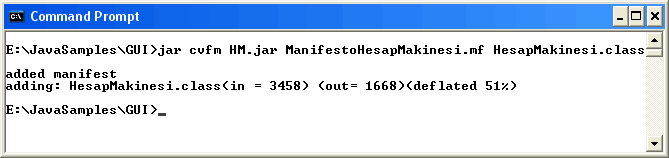 Command Prompt
E:\JavaSamples\GUI>jar cvfm HM.jar ManifestoHesapMakinesi.mf HesapMakinesi.class
added manifest
adding: HesapMakinesi.class(in = 3458) (out= 1668)(deflated 51%)
E:\JavaSamples\GUI>_